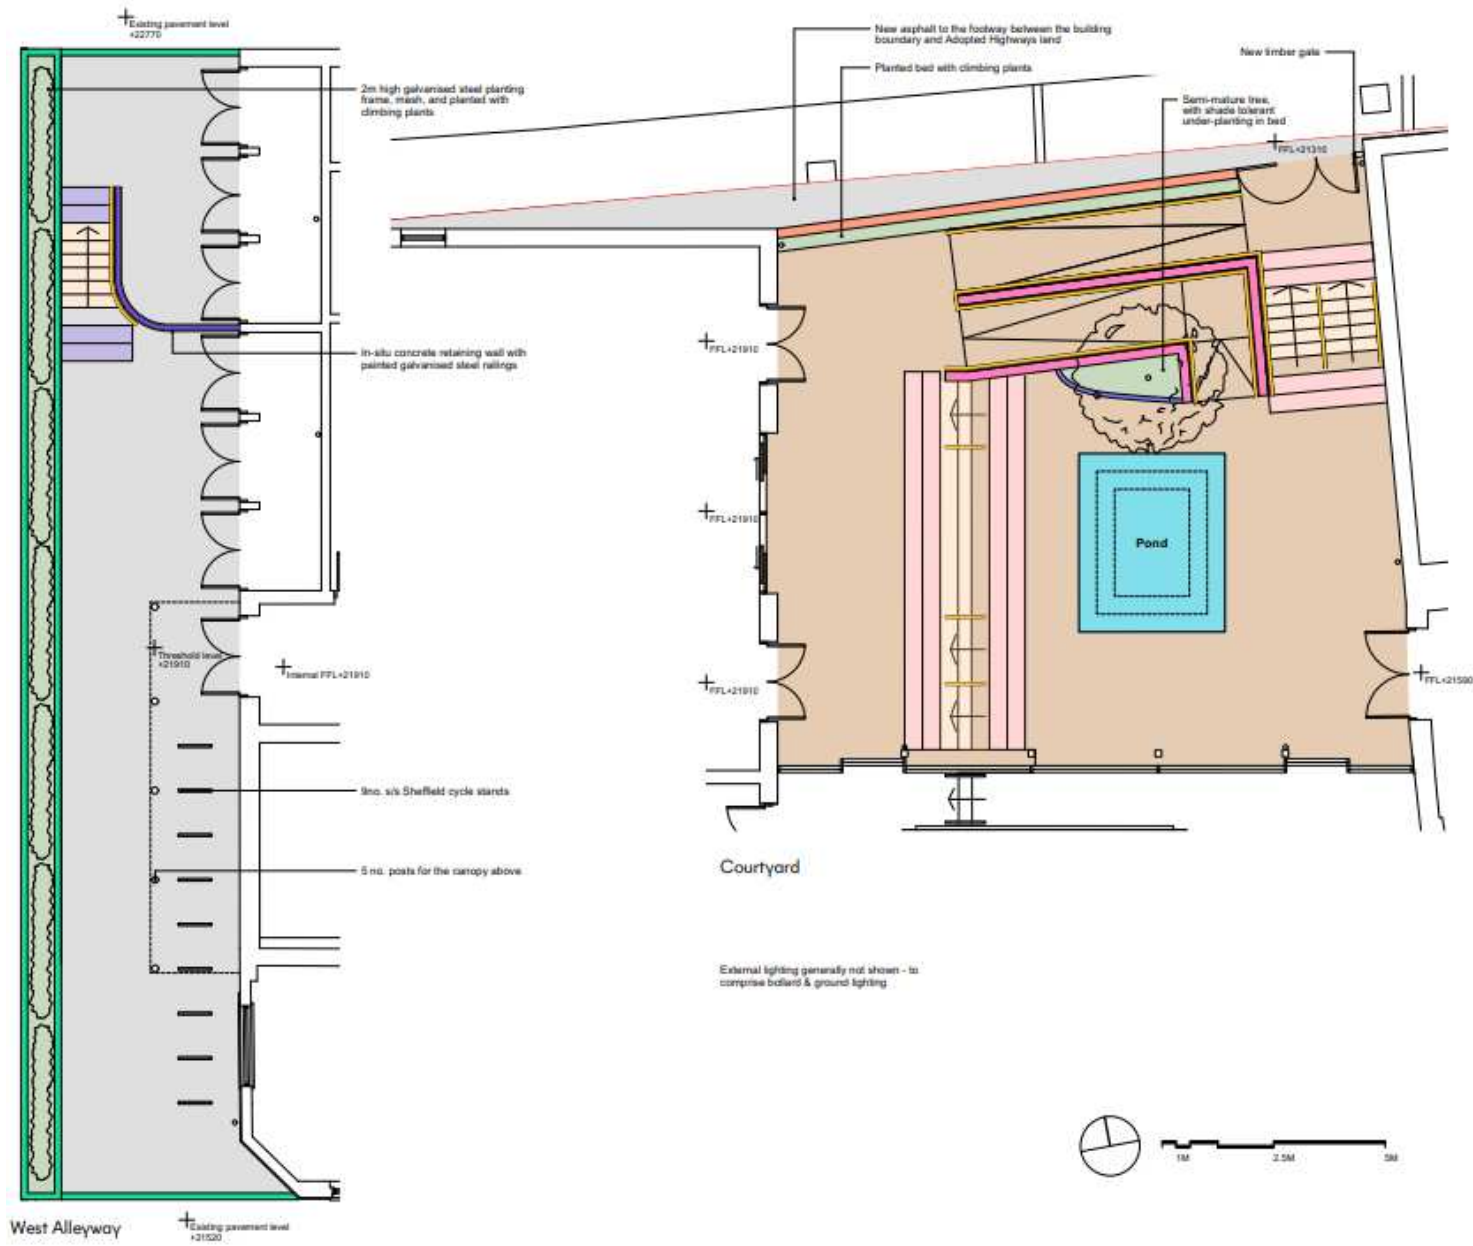 Existing pavement level
+22770
2m high galvanised steel planting
frame, mesh, and planted with
climbing plants
In-situ concrete retaining wall with
painted galvanised steel railings
Threshold level
+21910
Internal FFL+21910
9no. s/s Sheffield cycle stands
5 no. posts for the canopy above
West Alleyway
Existing pavement level
+21520
New asphalt to the footway between the building
boundary and Adopted Highways land
Planted bed with climbing plants
New timber gate
Semi-mature tree,
with shade tolerant
under-planting in bed
FFL+21310
FFL+21910
FFL+21910
FFL+21910
Pond
FFL+21590
Courtyard
External lighting generally not shown - to
comprise bollard & ground lighting
1M
2.5M
5M